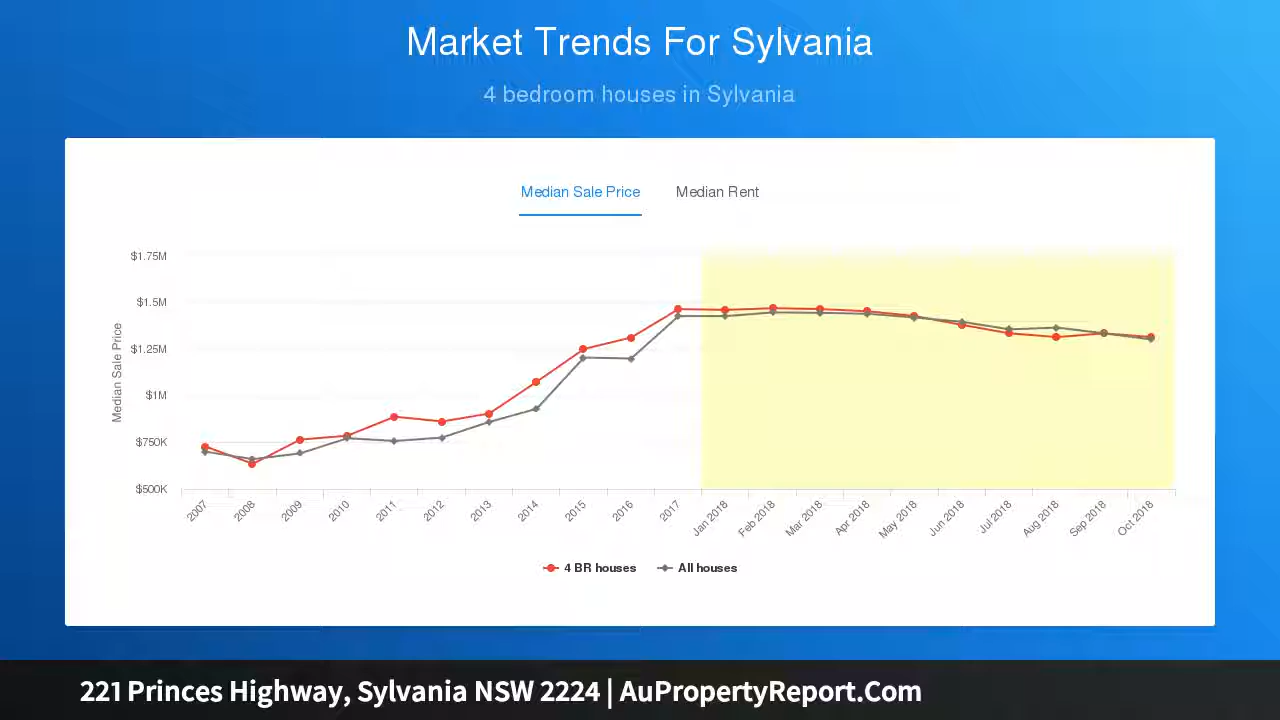 Market Trends For Sylvania
4 bedroom houses in Sylvania
Median Sale Price Median Rent
Median Sale Price
$1.75M
$1.5M
$1.25M
$1M
$750K
$500K
2007 2008 2009 2010 2011 2012 2013 2014 2015 2016 2017 Jan 2018 Feb 2018 Mar 2018 Apr 2018 May 2018 Jun 2018 Jul 2018 Aug 2018 Sep 2018 Oct 2018
4 BR houses All houses
221 Princes Highway, Sylvania NSW 2224 | AuPropertyReport.Com